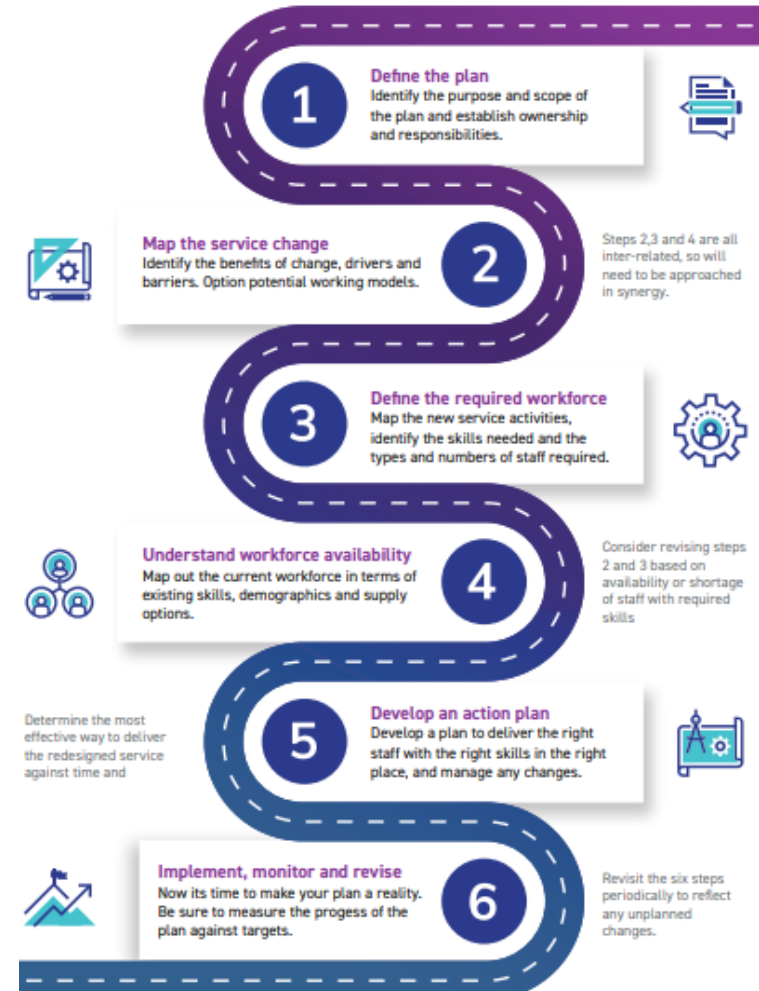 1
Define the plan
Identify the purpose and scope of
the plan and establish ownership
and responsibilities.
Map the service change
Identify the benefits of change, drivers and
barriers. Option potential working models.
2
Steps 2,3 and 4 are all
inter-related, so will
need to be approached
in synergy.
3
Define the required workforce
Map the new service activities,
identify the skills needed and the
types and numbers of staff required.
Understand workforce availability
Map out the current workforce in terms of
existing skills, demographics and supply
options.
4
Consider revising steps
2 and 3 based on
availability or shortage
of staff with required
skills
Determine the most
effective way to deliver
the redesigned service
against time and
5
Develop an action plan
Develop a plan to deliver the right
staff with the right skills in the right
place, and manage any changes.
Implement, monitor and revise
Now its time to make your plan a reality.
Be sure to measure the progess of the
plan against targets.
6
Revisit the six steps
periodically to reflect
any unplanned
changes.